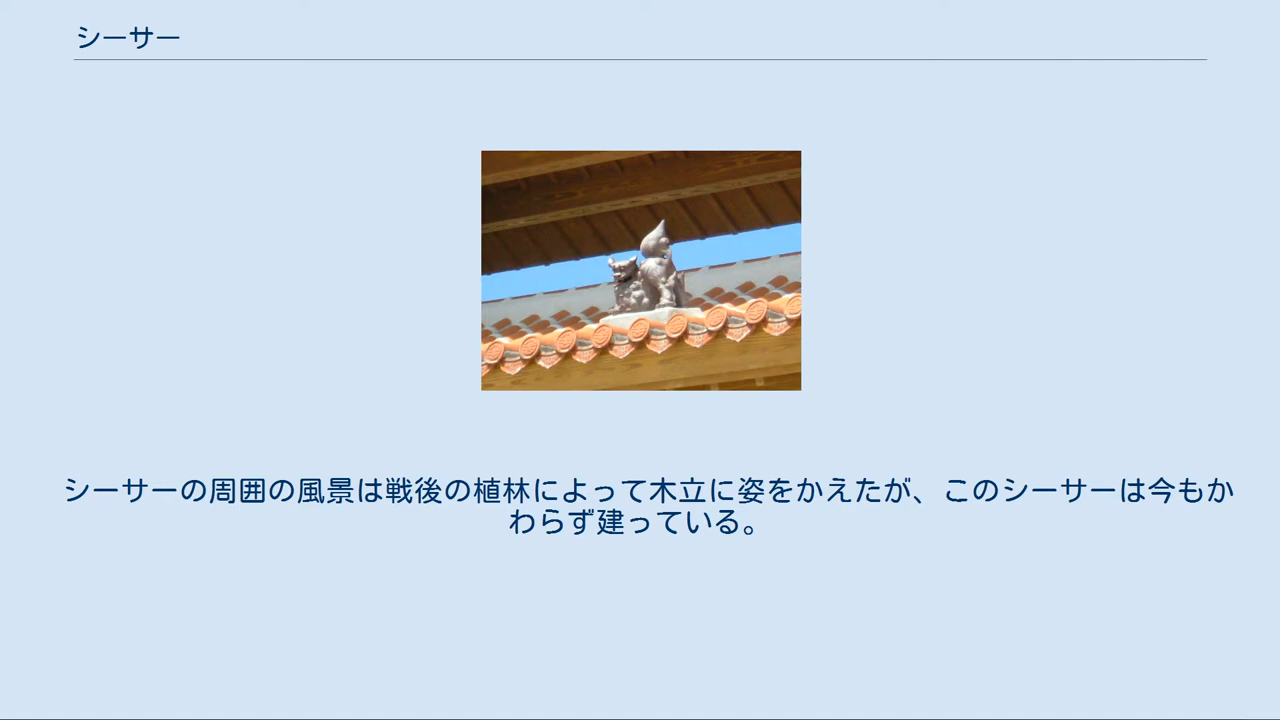 シーサー
シーサーの周囲の風景は戦後の植林によって木立に姿をかえたが、このシーサーは今もか
わらず建っている。